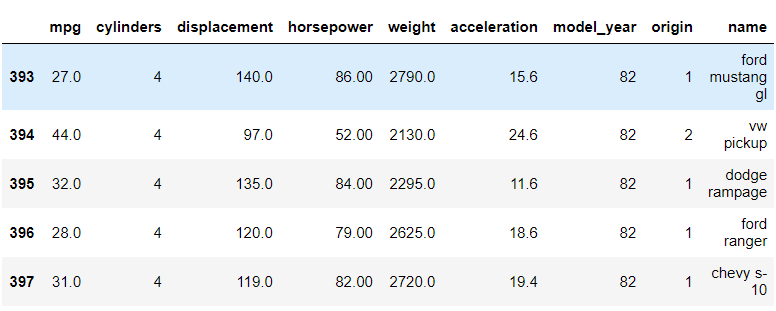 mpg cylinders displacement horsepower weight acceleration model_year origin name
393 27.0 4 140.0 86.00 2790.0 15.6 82 1 ford mustang gl
394 44.0 4 97.0 52.00 2130.0 24.6 82 2 vw pickup
395 32.0 4 135.0 84.00 2295.0 11.6 82 1 dodge rampage
396 28.0 4 120.0 79.00 2625.0 18.6 82 1 ford ranger
397 31.0 4 119.0 82.00 2720.0 19.4 82 1 chevy s-10